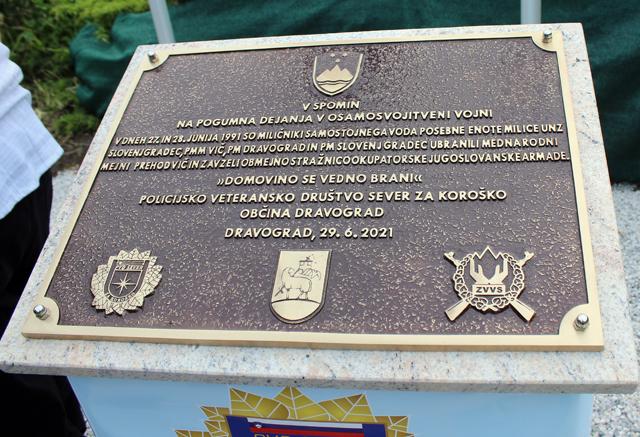 V SPOMIN
NA POGUMNA DEJANJA V OSAMOSVOJITVENI VOJNI
V DNEH 27. IN 28. JUNIJA 1991 SO MILIČNIKI SAMOSTOJNEGA VODA POSEBNE ENOTE MILICE UNZ
SLOVENJ GRADEC, PMM VIČ, PM DRAVOGRAD IN PM SLOVENJ GRADEC UBRANILI MEDNARODNI
MEJNI PREHOD VIČ IN ZAVZELI OBMEJNO STRAŽNICO OKUPATORSKE JUGOSLOVANSKE ARMADE.
»DOMOVINO SE VEDNO BRANI«
POLICIJSKO VETERANSKO DRUŠTVO SEVER ZA KOROŠKO
OBČINA DRAVOGRAD
DRAVOGRAD, 29. 6. 2021
ZVVS